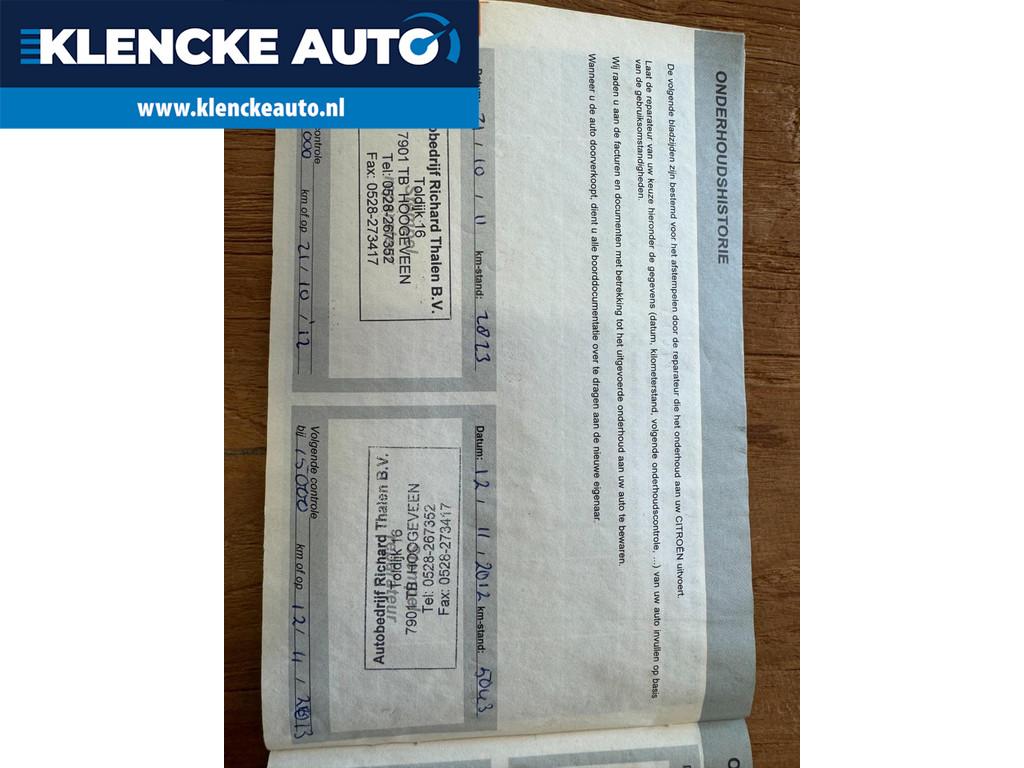 KLENCKE AUTO
www.klenckeauto.nl
ONDERHOUDSHISTORIE
De volgende bladzijden zijn bestemd voor het afstempelen door de reparateur die het onderhoud aan uw CITROËN uitvoert.
Laat de reparateur van uw keuze hieronder de gegevens (datum, kilometerstand, volgende onderhoudscontrole, ...) van uw auto invullen op basis
van de gebruiksomstandigheden.
Wij raden u aan de facturen en documenten met betrekking tot het uitgevoerde onderhoud aan uw auto te bewaren.
Wanneer u de auto doorverkoopt, dient u alle boorddocumentatie over te dragen aan de nieuwe eigenaar.
21 / 10 / 11 km-stand: 2823
obedrijf Richard Thalen B.V.
Toldijk 16
7901 TB HOOGEVEEN
Tel: 0528-267352
Fax: 0528-273417
controle
000 km of op 21 / 10 / '12
Datum: 12 / 11 / 2012 km-stand: 5043
Autobedrijf Richard Thalen B.V.
Toldijk 16
7901 TB HOOGEVEEN
Tel: 0528-267352
Fax: 0528-273417
Volgende controle
bij 15000 km of op 12 / 11 / 2013